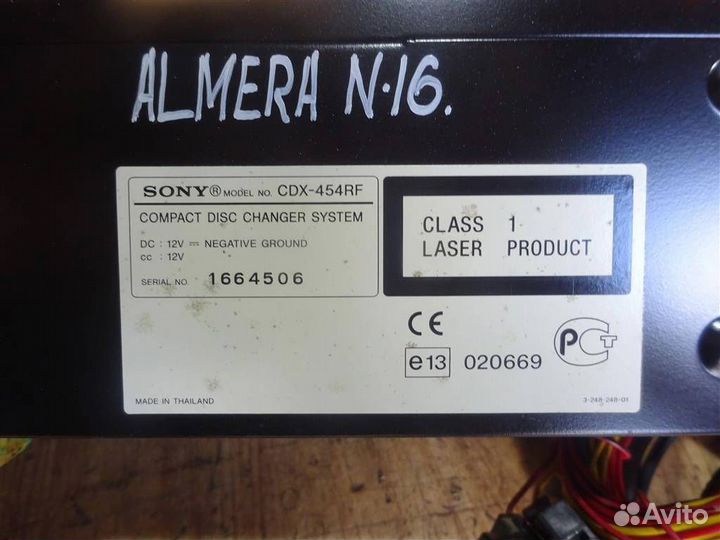 ALMERA N·16.
SONY® MODEL NO. CDX-454RF
COMPACT DISC CHANGER SYSTEM
DC : 12V ⎓ NEGATIVE GROUND
CC : 12V
SERIAL NO. 1664506
CLASS 1
LASER PRODUCT
CE
e13 020669
PCT
MADE IN THAILAND
3-248-248-01
Avito